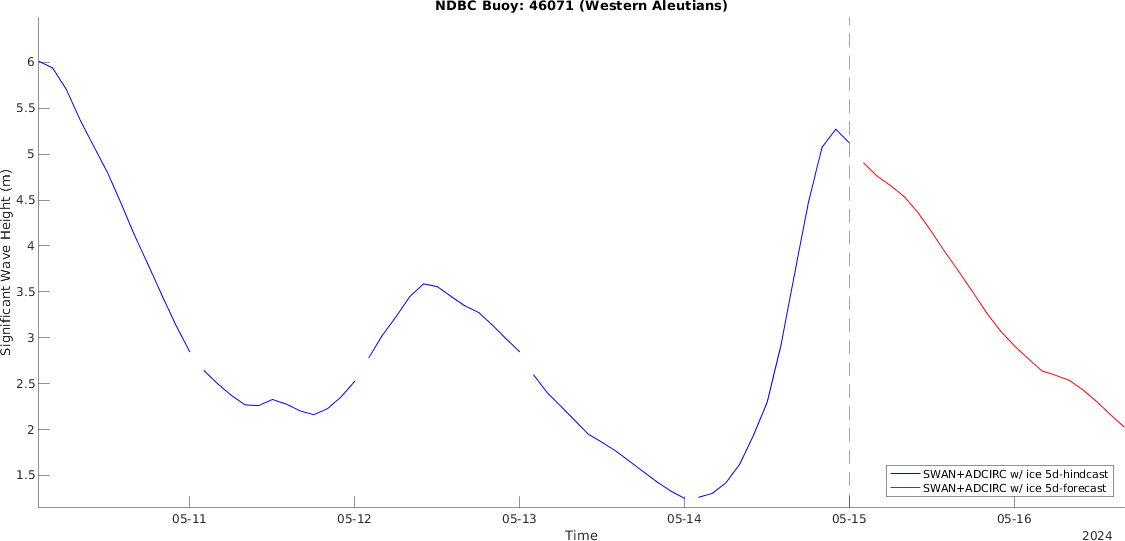 NDBC Buoy: 46071 (Western Aleutians)
Significant Wave Height (m)
6
5.5
5
4.5
4
3.5
3
2.5
2
1.5
SWAN+ADCIRC w/ ice 5d-hindcast
SWAN+ADCIRC w/ ice 5d-forecast
05-11 05-12 05-13 05-14 05-15 05-16
Time
2024